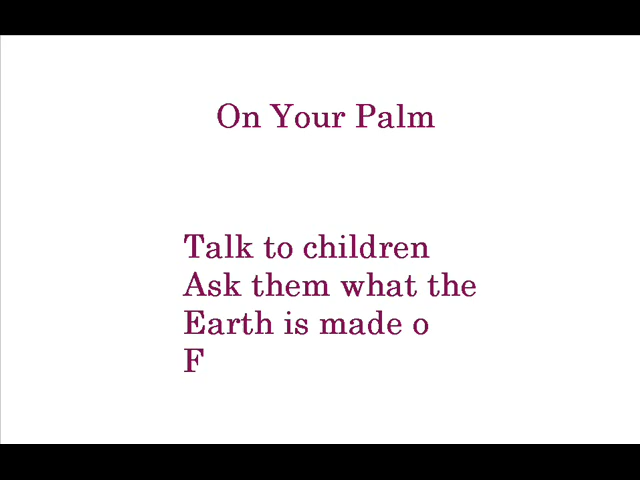 On Your Palm
Talk to children
Ask them what the
Earth is made o
F